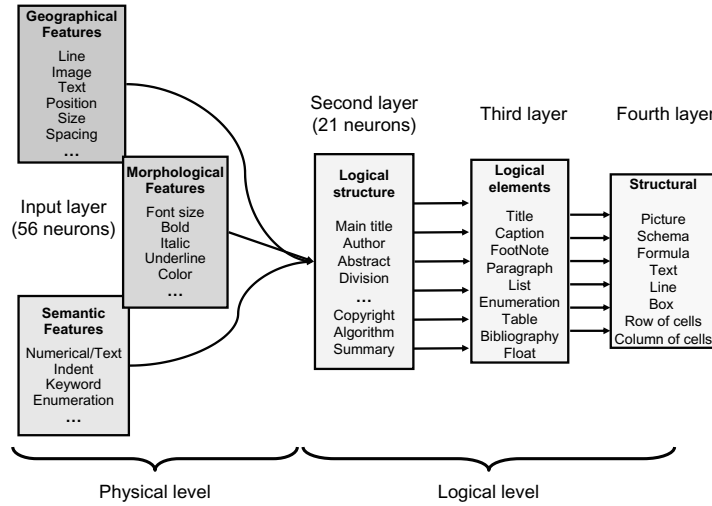 Geographical
Features
Line
Image
Text
Position
Size
Spacing
...
Input layer
(56 neurons)
Morphological
Features
Font size
Bold
Italic
Underline
Color
...
Semantic
Features
Numerical/Text
Indent
Keyword
Enumeration
...
Second layer
(21 neurons)
Logical
structure
Main title
Author
Abstract
Division
...
Copyright
Algorithm
Summary
Third layer
Logical
elements
Title
Caption
FootNote
Paragraph
List
Enumeration
Table
Bibliography
Float
Fourth layer
Structural
Picture
Schema
Formula
Text
Line
Box
Row of cells
Column of cells
Physical level
Logical level